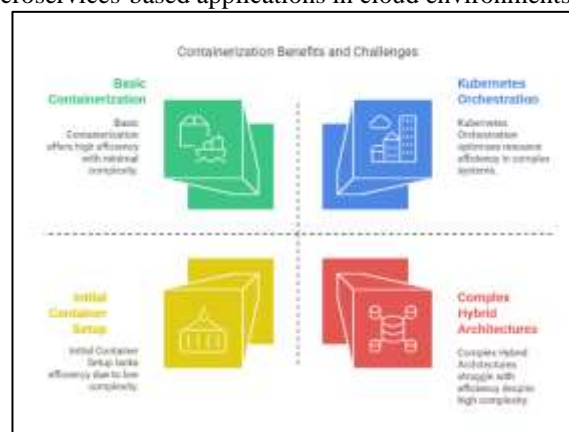 croservices-based applications in cloud environments
Containerization Benefits and Challenges
Basic
Containerization
Basic
Containerization
offers high efficiency
with minimal
complexity.
Kubernetes
Orchestration
Kubernetes
Orchestration
optimizes resource
efficiency in complex
systems.
Initial
Container
Setup
Initial Container
Setup lacks
efficiency due to low
complexity.
Complex
Hybrid
Architectures
Complex Hybrid
Architectures
struggle with
efficiency despite
high complexity.